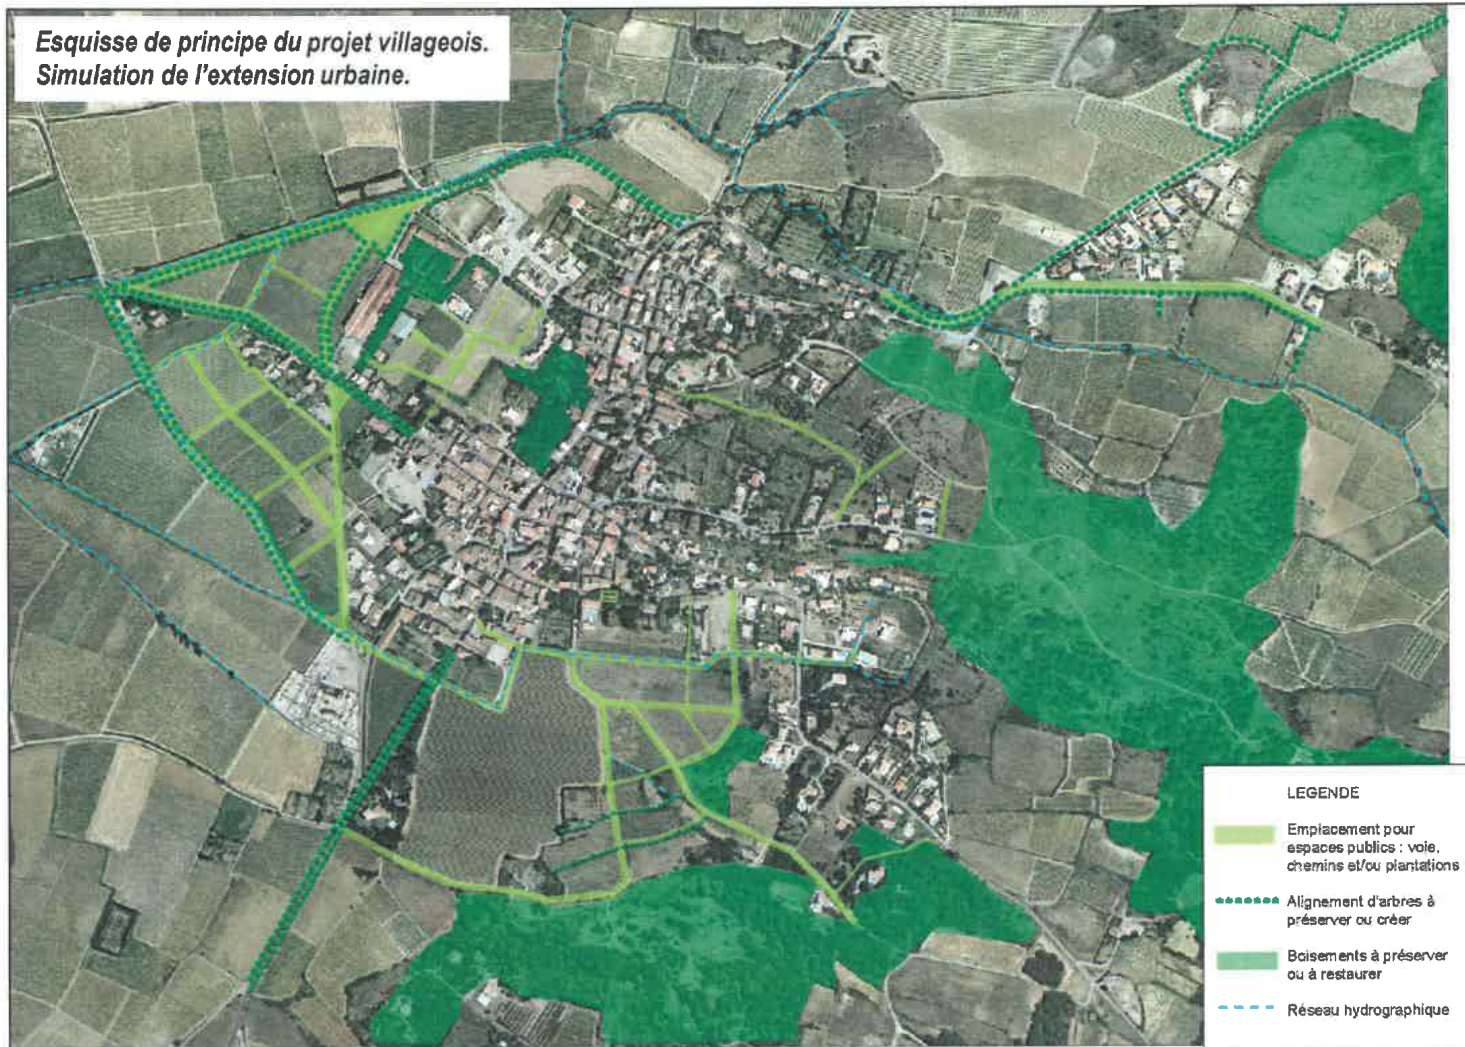 Esquisse de principe du projet villageois.
Simulation de l'extension urbaine.
LEGENDE
Emplacement pour
espaces publics : voie,
chemins et/ou plantations
Alignement d'arbres à
préserver ou créer
Boisements à préserver
ou à restaurer
Réseau hydrographique